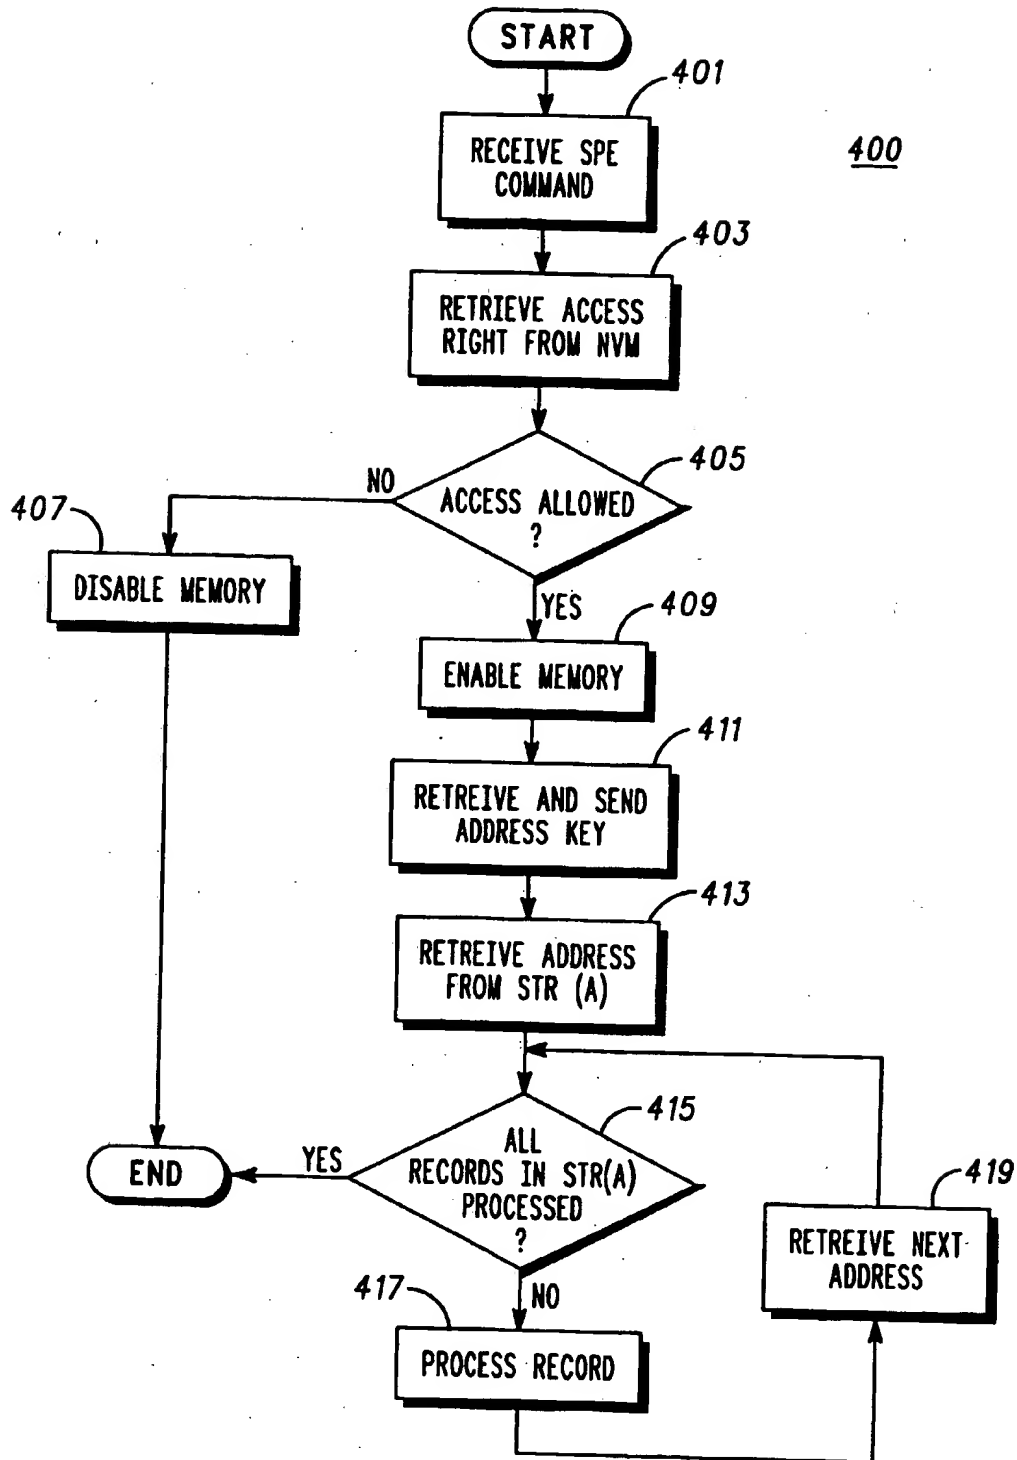 START
401
RECEIVE SPE
COMMAND
400
403
RETRIEVE ACCESS
RIGHT FROM NVM
405
NO
ACCESS ALLOWED
?
407
DISABLE MEMORY
YES
409
ENABLE MEMORY
411
RETREIVE AND SEND
ADDRESS KEY
413
RETREIVE ADDRESS
FROM STR (A)
415
ALL
RECORDS IN STR(A)
PROCESSED
?
YES
END
419
RETREIVE NEXT
ADDRESS
417
NO
PROCESS RECORD